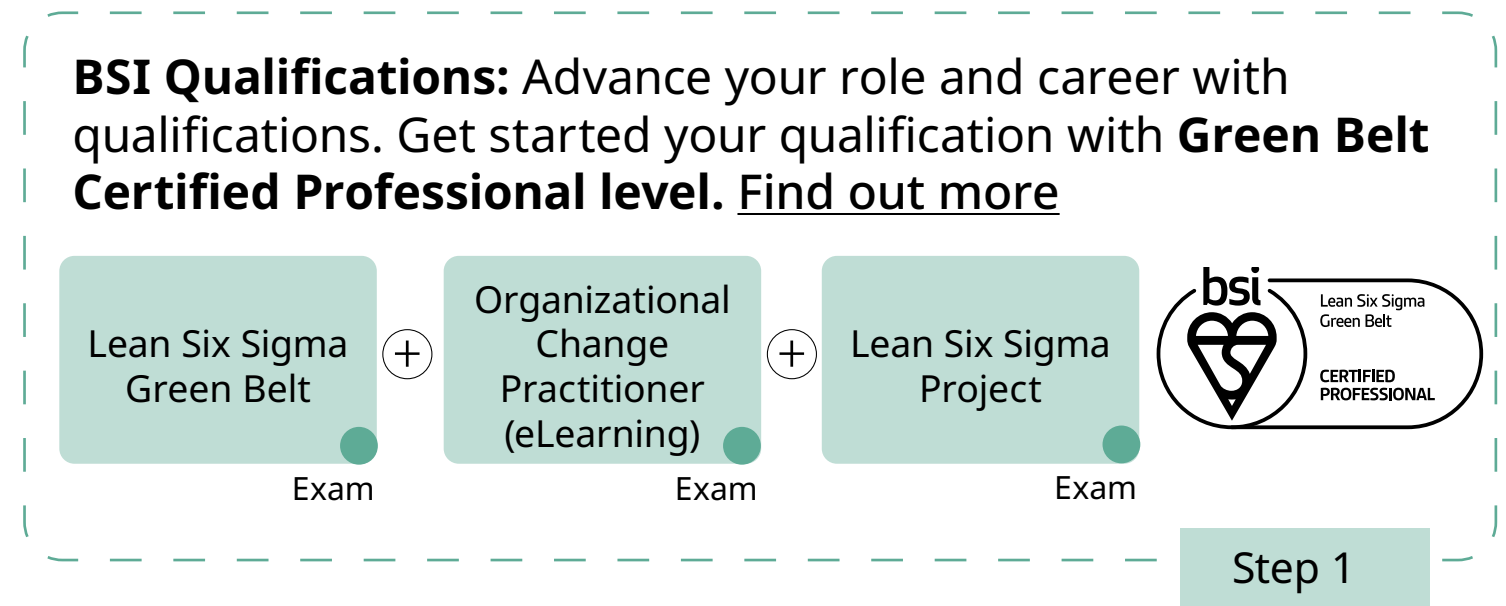 BSI Qualifications: Advance your role and career with
qualifications. Get started your qualification with Green Belt
Certified Professional level. Find out more
Lean Six Sigma
Green Belt
Exam
+
Organizational
Change
Practitioner
(eLearning)
Exam
+
Lean Six Sigma
Project
Exam
bsi
Lean Six Sigma
Green Belt
CERTIFIED
PROFESSIONAL
Step 1